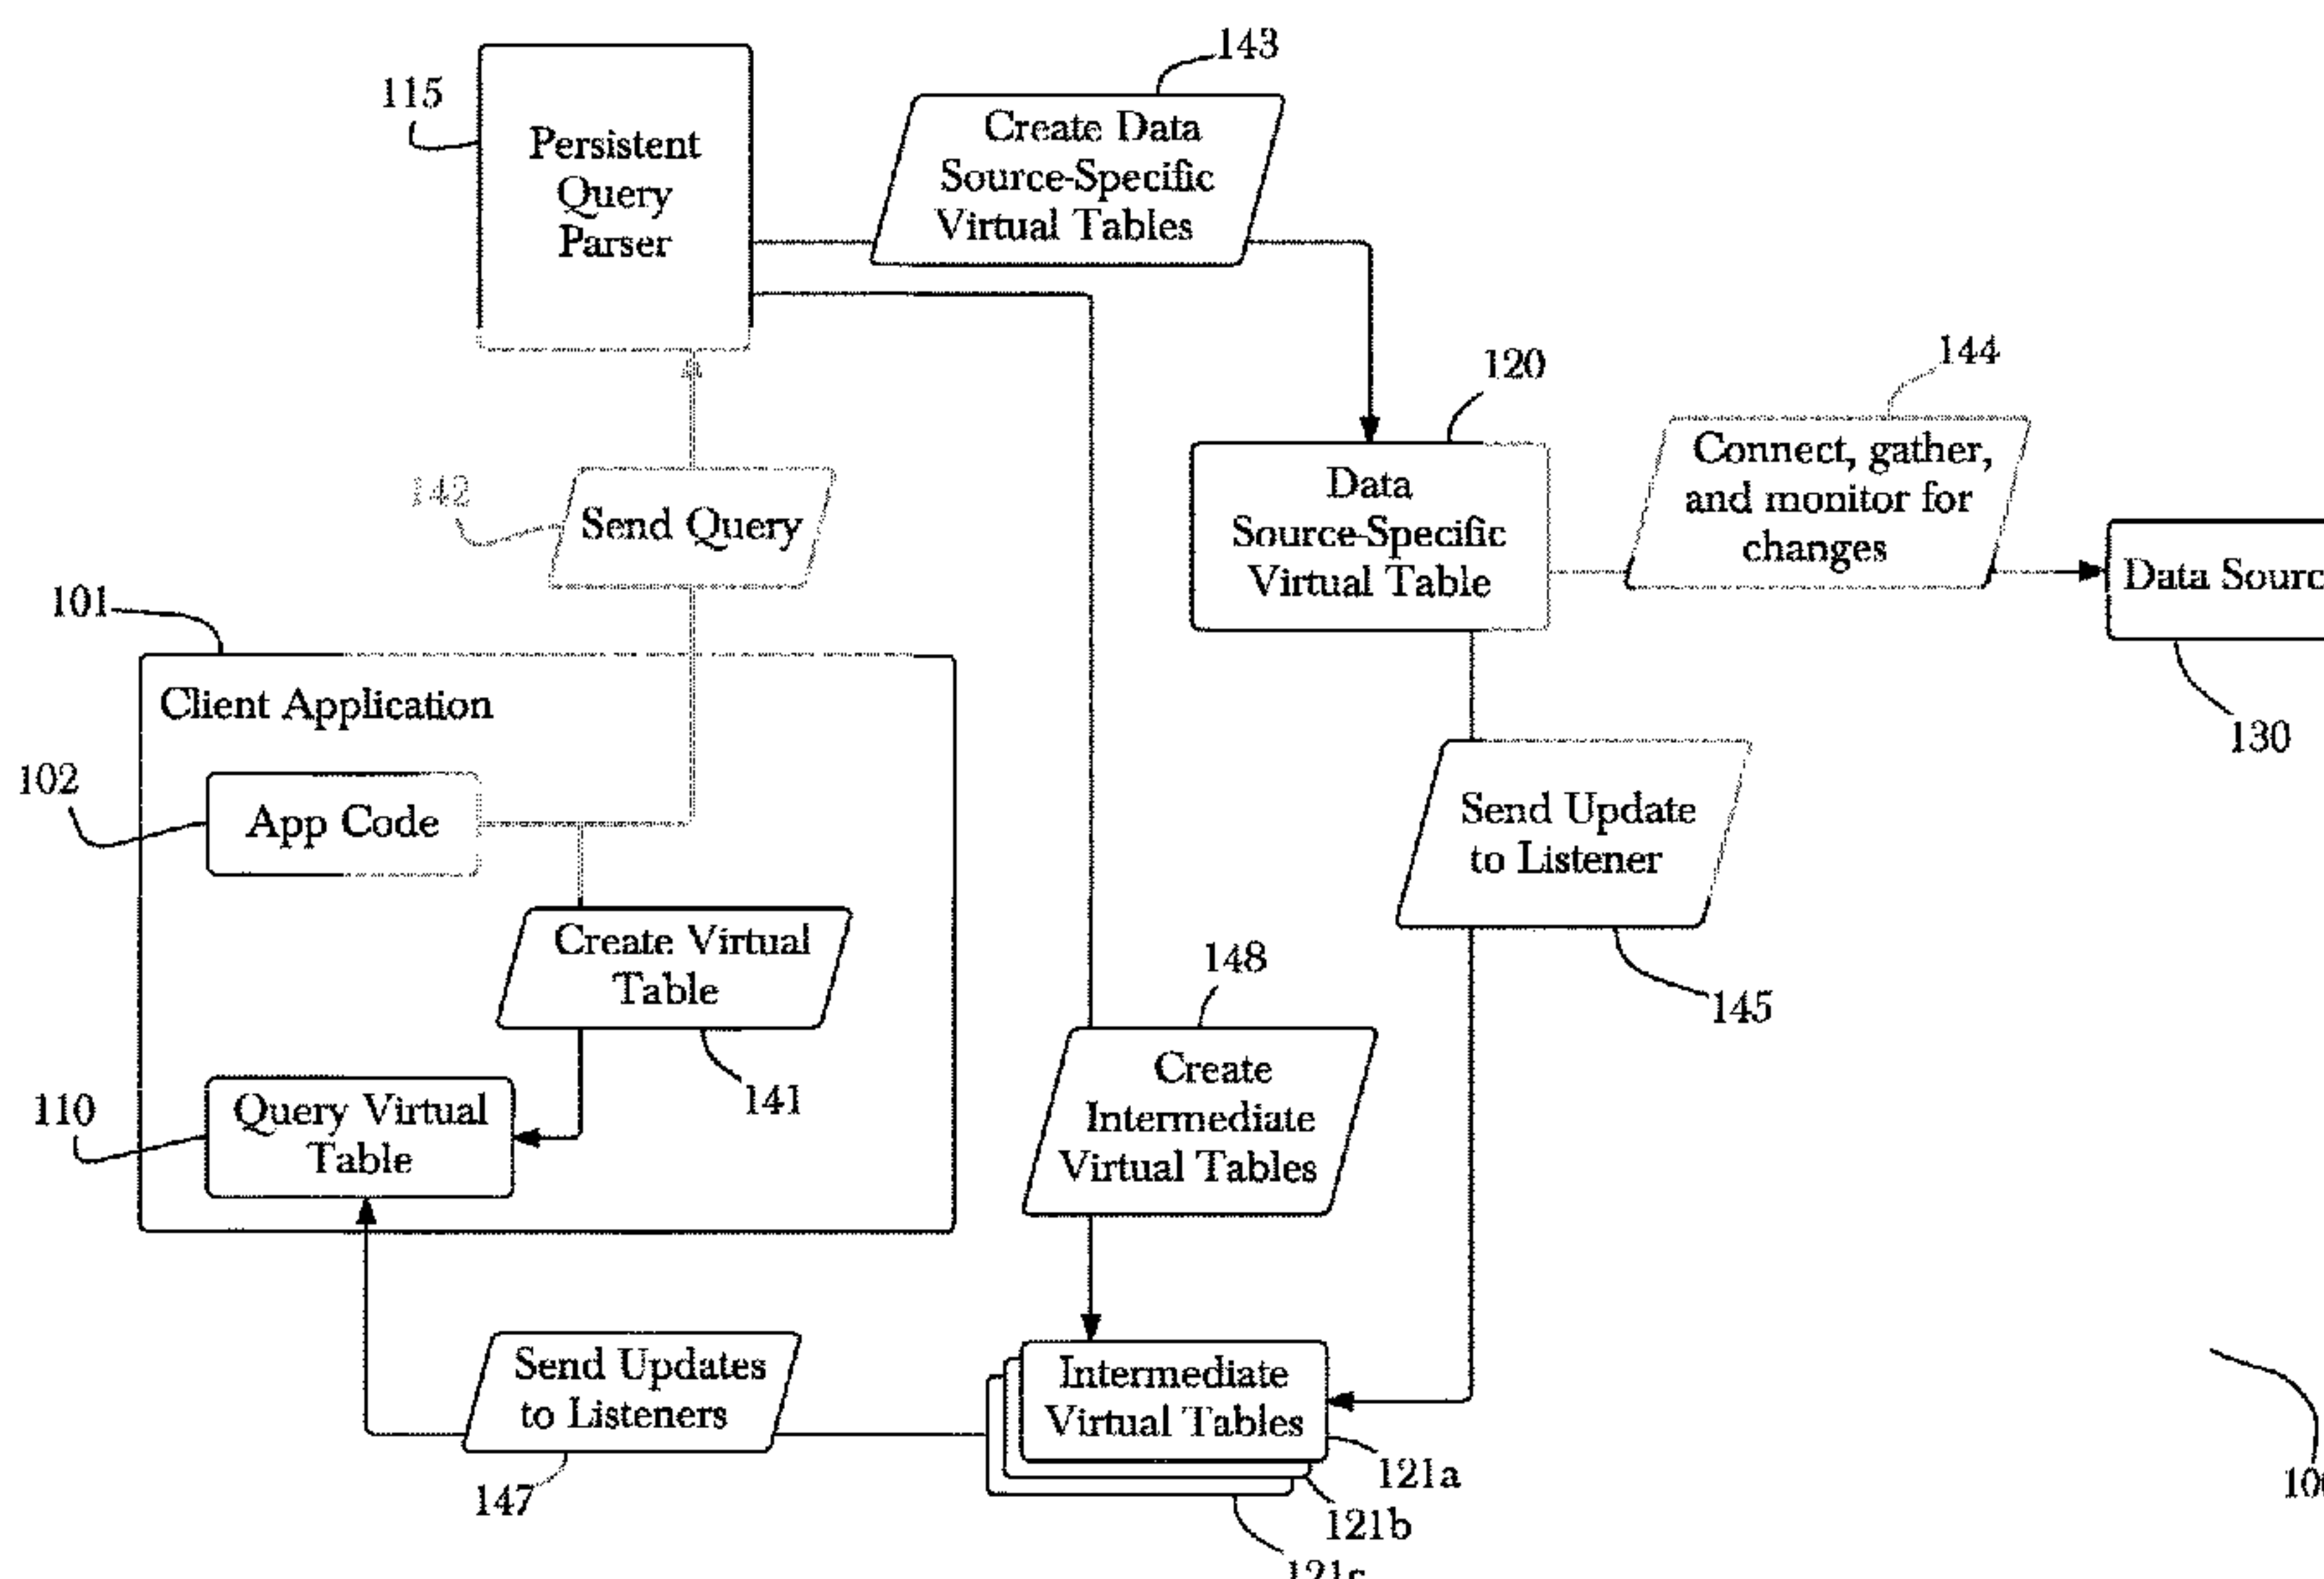 143
115
Persistent
Query
Parser
Create Data
Source-Specific
Virtual Tables
120
144
142
Send Query
Data
Source-Specific
Virtual Table
Connect, gather,
and monitor for
changes
Data Sourc
130
101
Client Application
102
App Code
Send Update
to Listener
145
Create Virtual
Table
141
148
110
Query Virtual
Table
Create
Intermediate
Virtual Tables
Send Updates
to Listeners
147
Intermediate
Virtual Tables
121a
121b